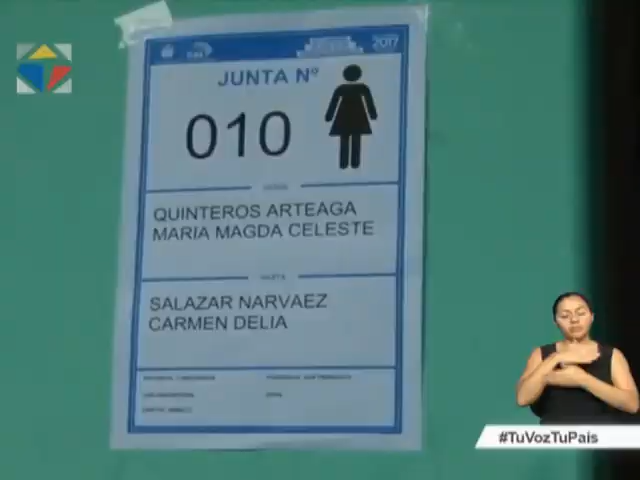 2017
JUNTA Nº
010
QUINTEROS ARTEAGA
MARIA MAGDA CELESTE
SALAZAR NARVAEZ
CARMEN DELIA
#TuVozTuPaís